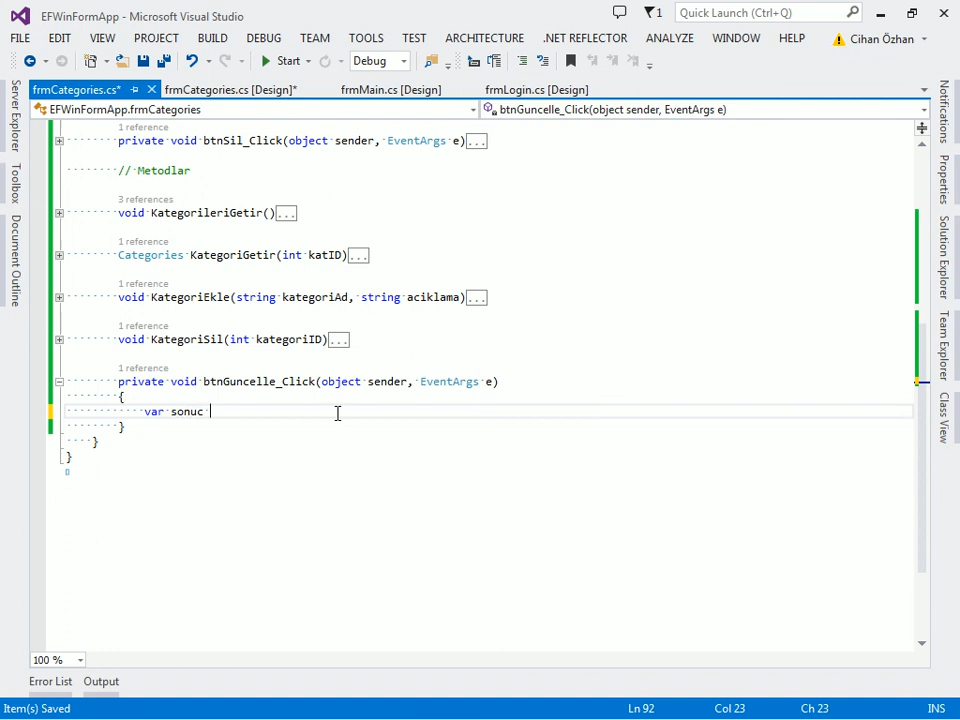 EFWinFormApp - Microsoft Visual Studio
1
Quick Launch (Ctrl+Q)
FILE EDIT VIEW PROJECT BUILD DEBUG TEAM TOOLS TEST ARCHITECTURE .NET REFLECTOR ANALYZE WINDOW HELP Cihan Özhan
Start Debug
frmCategories.cs* frmCategories.cs [Design]* frmMain.cs [Design] frmLogin.cs [Design]
EFWinFormApp.frmCategories btnGuncelle_Click(object sender, EventArgs e)
Server Explorer
Toolbox
Document Outline
1 reference
private void btnSil_Click(object sender, EventArgs e)...
// Metodlar
3 references
void KategorileriGetir()...
1 reference
Categories KategoriGetir(int katID)...
1 reference
void KategoriEkle(string kategoriAd, string aciklama)...
1 reference
void KategoriSil(int kategoriID)...
1 reference
private void btnGuncelle_Click(object sender, EventArgs e)
{
var sonuc
}
}
}
Notifications
Properties
Solution Explorer
Team Explorer
Class View
100 %
Error List Output
Item(s) Saved Ln 92 Col 23 Ch 23 INS